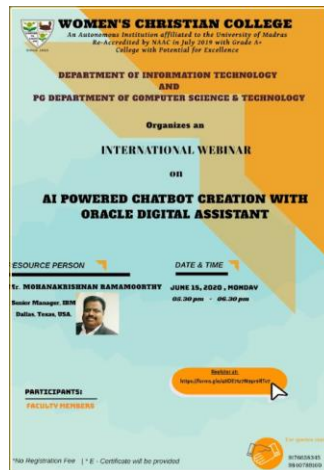 WOMEN'S CHRISTIAN COLLEGE
An Autonomous Institution affiliated to the University of Madras
Re-Accredited by NAAC in July 2019 with Grade A+
College with Potential for Excellence
DEPARTMENT OF INFORMATION TECHNOLOGY
AND
PG DEPARTMENT OF COMPUTER SCIENCE & TECHNOLOGY
Organizes an
INTERNATIONAL WEBINAR
on
AI POWERED CHATBOT CREATION WITH
ORACLE DIGITAL ASSISTANT
RESOURCE PERSON
Mr. MOHANAKRISHNAN RAMAMOORTHY
Senior Manager, IBM
Dallas, Texas, USA.
DATE & TIME
JUNE 15, 2020 , MONDAY
05.30 pm - 06.30 pm
Register at:
PARTICIPANTS:
FACULTY MEMBERS
*No Registration Fee | * E - Certificate will be provided